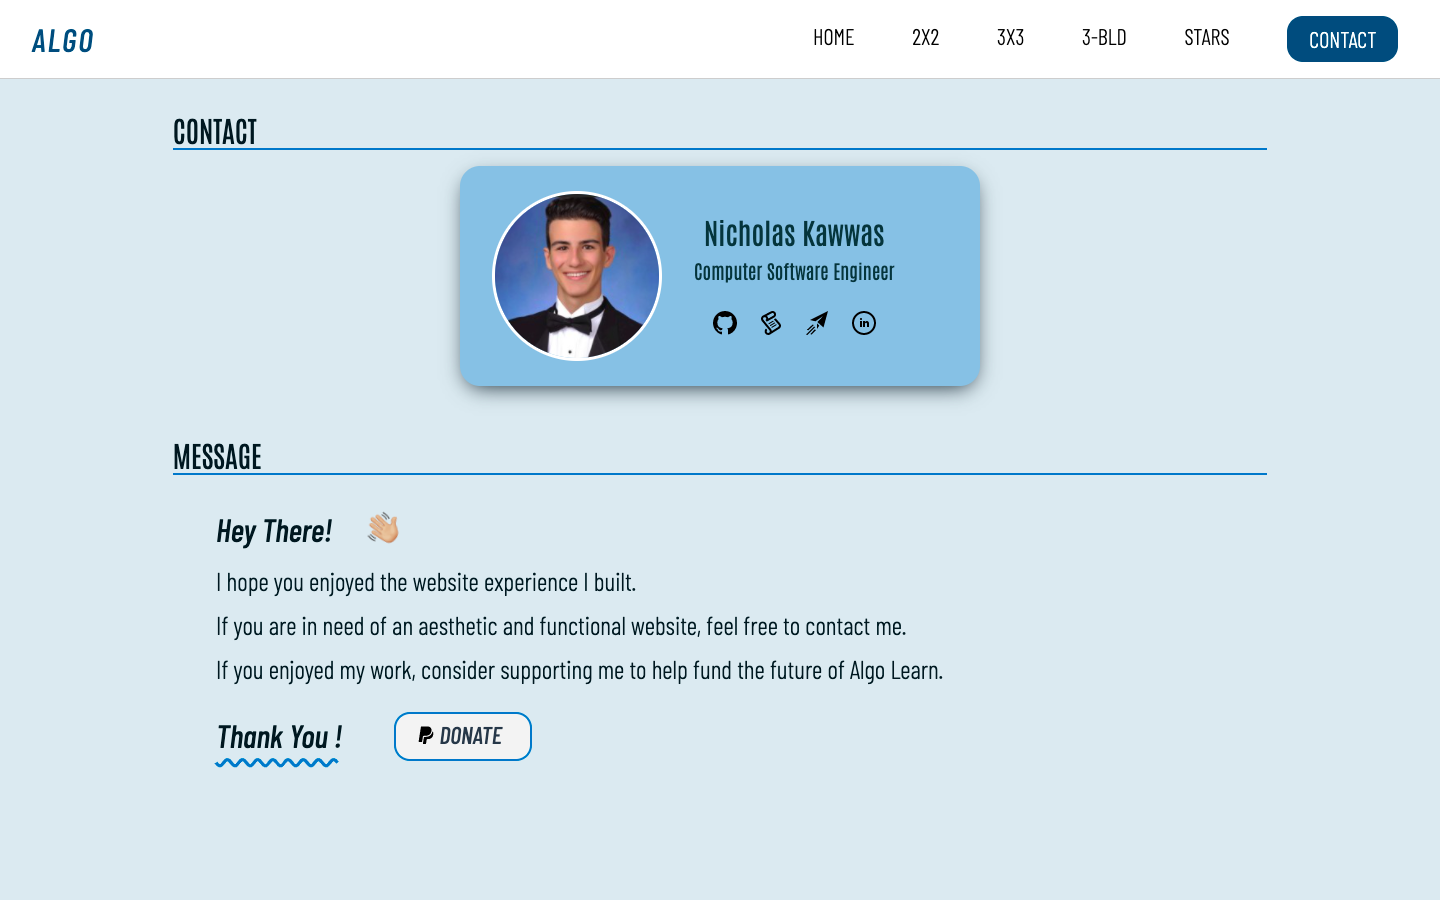 ALGO
HOME 2X2 3X3 3-BLD STARS CONTACT
CONTACT
Nicholas Kawwas
Computer Software Engineer
in
MESSAGE
Hey There!
I hope you enjoyed the website experience I built.
If you are in need of an aesthetic and functional website, feel free to contact me.
If you enjoyed my work, consider supporting me to help fund the future of Algo Learn.
Thank You !
DONATE